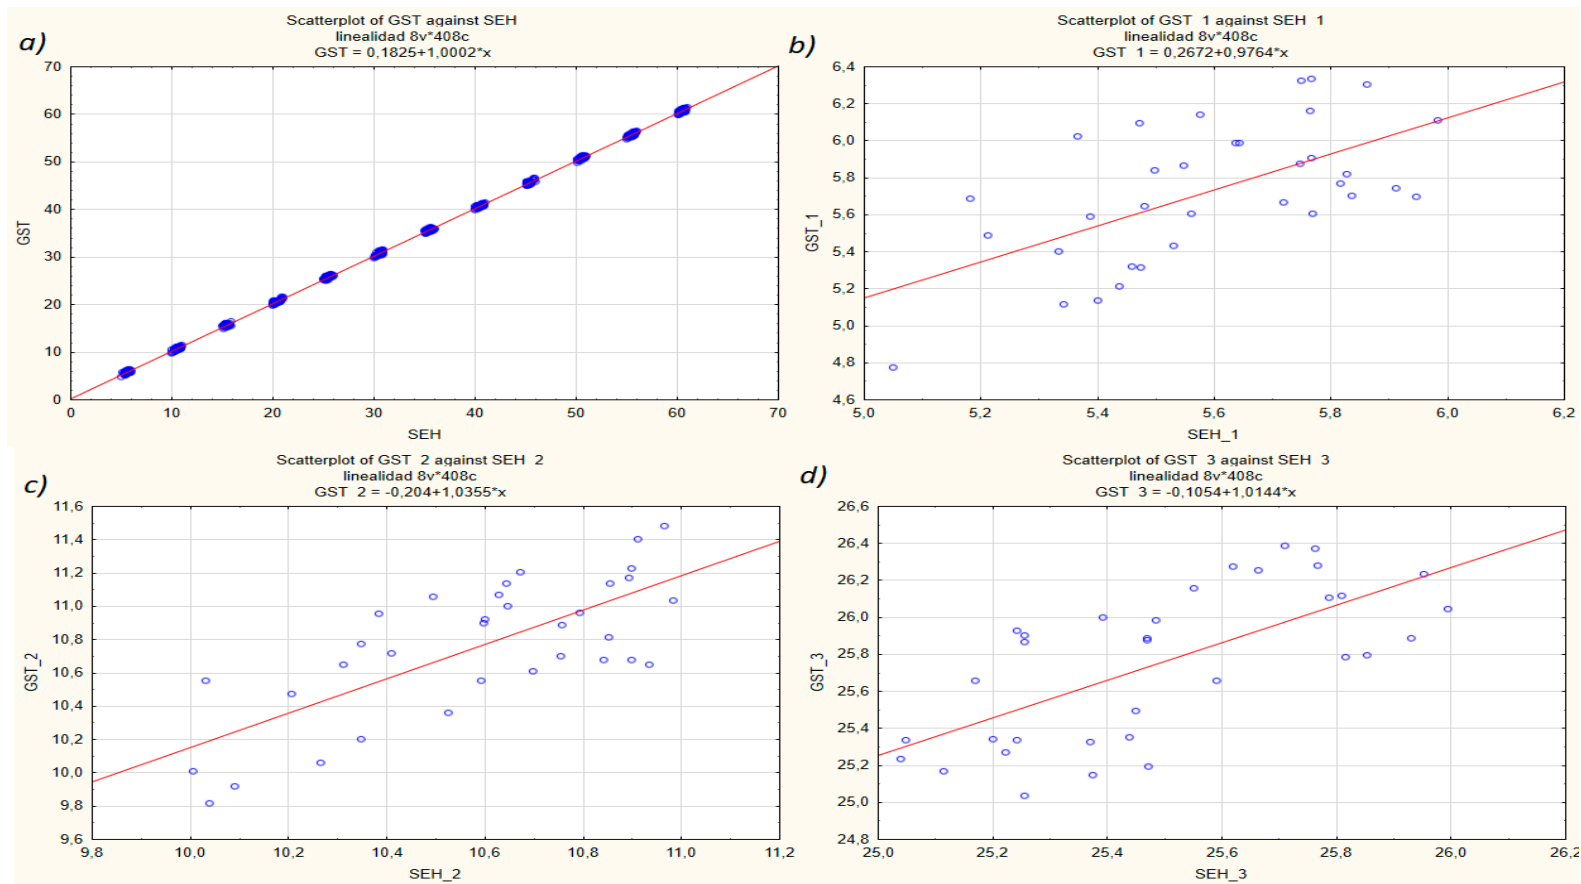 a)
Scatterplot of GST against SEH
linealidad 8v*408c
GST = 0,1825+1,0002*x
70
60
50
40
30
20
10
0
GST
0 10 20 30 40 50 60 70
SEH
b)
Scatterplot of GST 1 against SEH 1
linealidad 8v*408c
GST 1 = 0,2672+0,9764*x
6,4
6,2
6,0
5,8
5,6
5,4
5,2
5,0
4,8
4,6
GST_1
5,0 5,2 5,4 5,6 5,8 6,0 6,2
SEH_1
c)
Scatterplot of GST 2 against SEH 2
linealidad 8v*408c
GST 2 = -0,204+1,0355*x
11,6
11,4
11,2
11,0
10,8
10,6
10,4
10,2
10,0
9,8
9,6
GST_2
9,8 10,0 10,2 10,4 10,6 10,8 11,0 11,2
SEH_2
d)
Scatterplot of GST 3 against SEH 3
linealidad 8v*408c
GST 3 = -0,1054+1,0144*x
26,6
26,4
26,2
26,0
25,8
25,6
25,4
25,2
25,0
24,8
GST_3
25,0 25,2 25,4 25,6 25,8 26,0 26,2
SEH_3